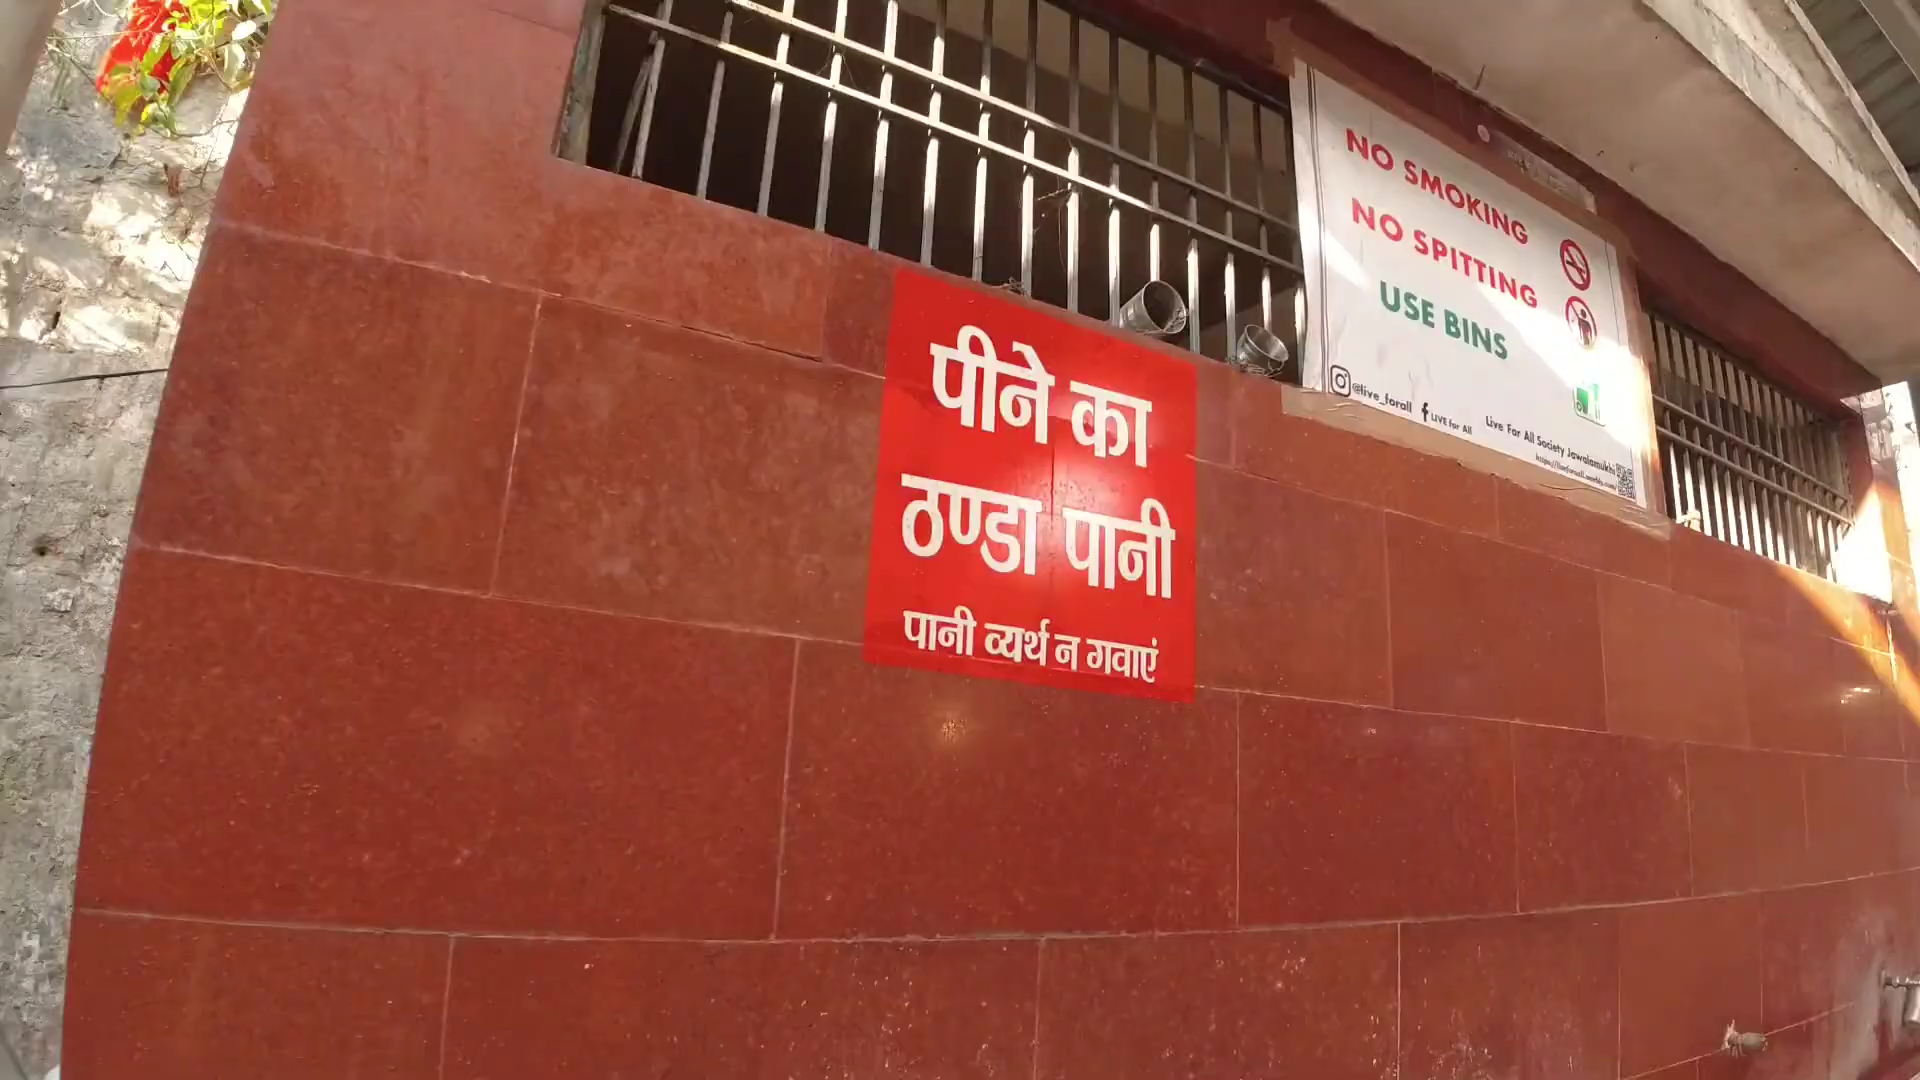 पीने का
ठण्डा पानी
पानी व्यर्थ न गवाएं
NO SMOKING
NO SPITTING
USE BINS
@live_forall
LIVE For All
Live For All Society Jawalamukhi